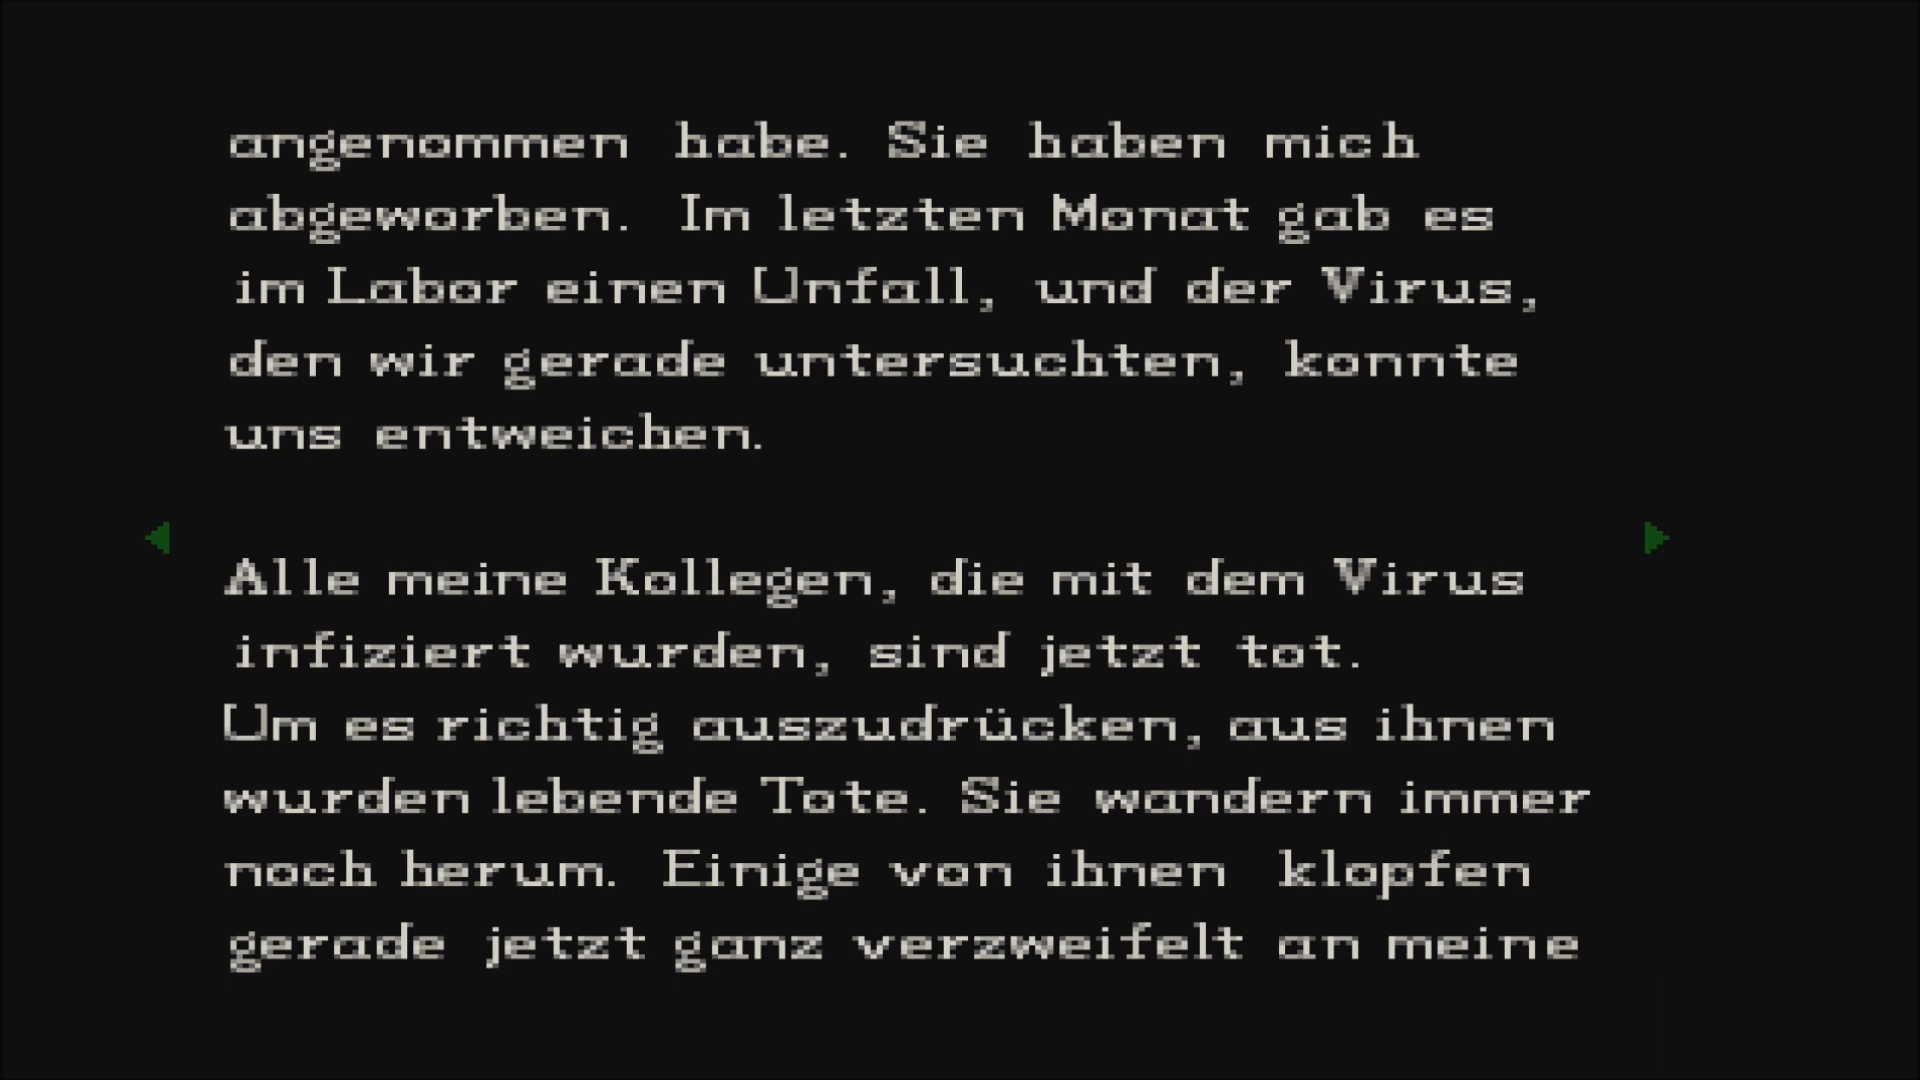 angenommen habe. Sie haben mich
abgeworben. Im letzten Monat gab es
im Labor einen Unfall, und der Virus,
den wir gerade untersuchten, konnte
uns entweichen.
Alle meine Kollegen, die mit dem Virus
infiziert wurden, sind jetzt tot.
Um es richtig auszudrücken, aus ihnen
wurden lebende Tote. Sie wandern immer
noch herum. Einige von ihnen klopfen
gerade jetzt ganz verzweifelt an meine